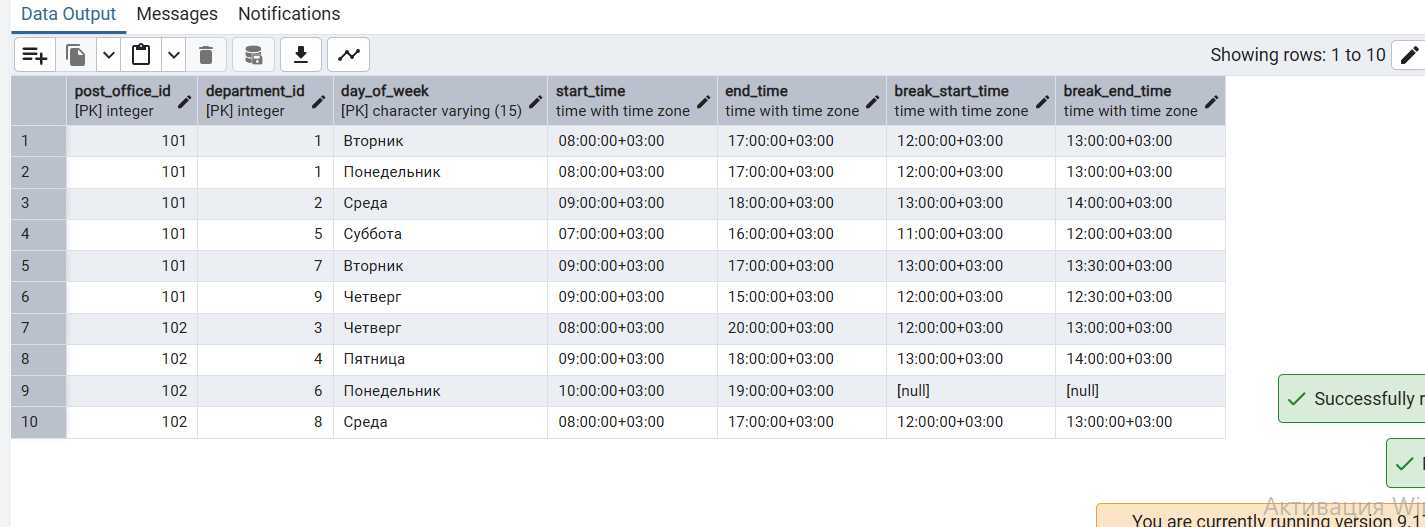 Data Output Messages Notifications
Showing rows: 1 to 10
post_office_id department_id day_of_week start_time end_time break_start_time break_end_time
[PK] integer [PK] integer [PK] character varying (15) time with time zone time with time zone time with time zone time with time zone
1 101 1 Вторник 08:00:00+03:00 17:00:00+03:00 12:00:00+03:00 13:00:00+03:00
2 101 1 Понедельник 08:00:00+03:00 17:00:00+03:00 12:00:00+03:00 13:00:00+03:00
3 101 2 Среда 09:00:00+03:00 18:00:00+03:00 13:00:00+03:00 14:00:00+03:00
4 101 5 Суббота 07:00:00+03:00 16:00:00+03:00 11:00:00+03:00 12:00:00+03:00
5 101 7 Вторник 09:00:00+03:00 17:00:00+03:00 13:00:00+03:00 13:30:00+03:00
6 101 9 Четверг 09:00:00+03:00 15:00:00+03:00 12:00:00+03:00 12:30:00+03:00
7 102 3 Четверг 08:00:00+03:00 20:00:00+03:00 12:00:00+03:00 13:00:00+03:00
8 102 4 Пятница 09:00:00+03:00 18:00:00+03:00 13:00:00+03:00 14:00:00+03:00
9 102 6 Понедельник 10:00:00+03:00 19:00:00+03:00 [null] [null]
10 102 8 Среда 08:00:00+03:00 17:00:00+03:00 12:00:00+03:00 13:00:00+03:00
Successfully
Активация
You are currently running version